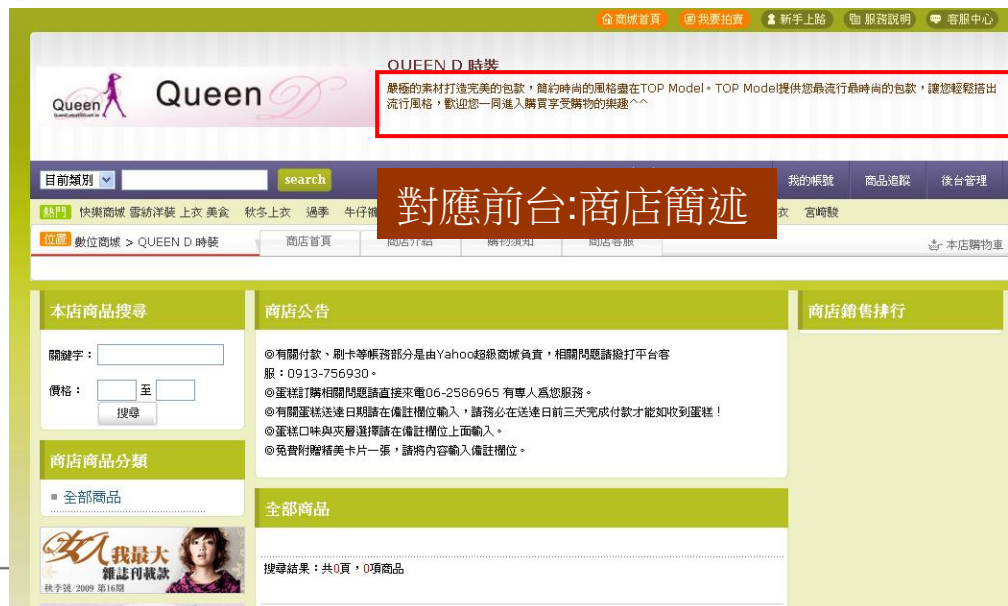 商城首頁 我要拍賣 新手上路 服務說明 客服中心
QUEEN D 時裝
Queen
Queen D
嚴極的素材打造完美的包款，簡約時尚的風格盡在TOP Model。TOP Model提供您最流行最時尚的包款，讓您輕鬆搭出
流行風格，歡迎您一同進入購買享受購物的樂趣^^
目前類別 search 我的帳號 商品追蹤 後台管理
對應前台:商店簡述
熱門 快樂商城 雪紡洋裝 上衣 美食 秋冬上衣 過季 牛仔褲 宮崎駿
位置 數位商城 > QUEEN D 時裝 商店首頁 商店介紹 購物須知 商店客服 本店購物車
本店商品搜尋
關鍵字：
價格： 至
搜尋
商店商品分類
全部商品
女人我最大
雜誌刊載款
秋季號/2009 第16期
商店公告
◎有關付款、刷卡等帳務部分是由Yahoo超級商城負責，相關問題請撥打平台客
服：0913-756930。
◎蛋糕訂購相關問題請直接來電06-2586965 有專人為您服務。
◎有關蛋糕送達日期請在備註欄位輸入，請務必在送達日前三天完成付款才能如收到蛋糕！
◎蛋糕口味與夾層選擇請在備註欄位上面輸入。
◎免費附贈精美卡片一張，請將內容輸入備註欄位。
全部商品
搜尋結果：共0頁，0項商品
商店銷售排行